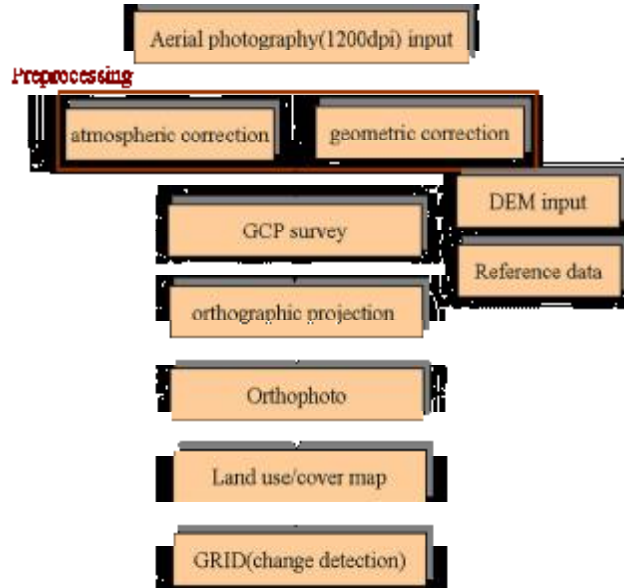 Aerial photography(1200dpi) input
Preprocessing
atmospheric correction
geometric correction
DEM input
GCP survey
Reference data
orthographic projection
Orthophoto
Land use/cover map
GRID(change detection)